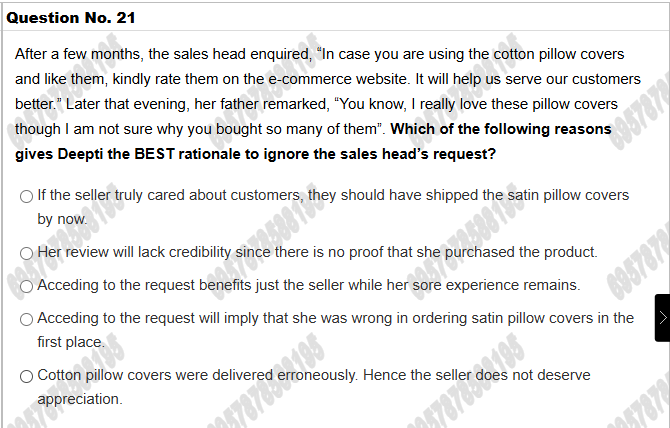 Question No. 21
After a few months, the sales head enquired, “In case you are using the cotton pillow covers
and like them, kindly rate them on the e-commerce website. It will help us serve our customers
better.” Later that evening, her father remarked, “You know, I really love these pillow covers
though I am not sure why you bought so many of them”. Which of the following reasons
gives Deepti the BEST rationale to ignore the sales head’s request?
If the seller truly cared about customers, they should have shipped the satin pillow covers
by now.
Her review will lack credibility since there is no proof that she purchased the product.
Acceding to the request benefits just the seller while her sore experience remains.
Acceding to the request will imply that she was wrong in ordering satin pillow covers in the
first place.
Cotton pillow covers were delivered erroneously. Hence the seller does not deserve
appreciation.